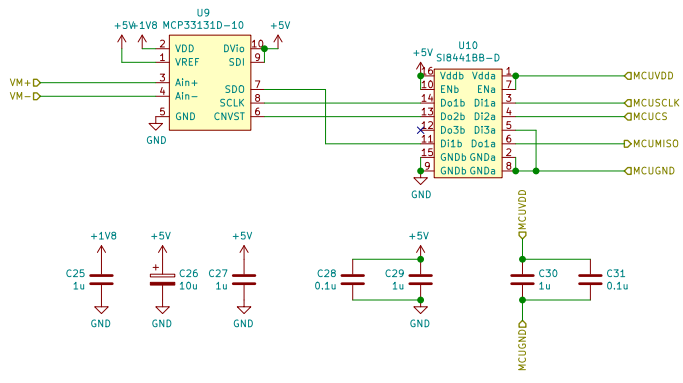 U9
MCP33131D-10
+5V
+1V8
+5V
2 VDD
1 VREF
3 Ain+
4 Ain-
5 GND
DVio 10
SDI 9
SDO 7
SCLK 8
CNVST 6
VM+
VM-
GND
U10
SI8441BB-D
+5V
16 Vddb
10 ENb
14 Do1b
13 Do2b
12 Do3b
11 Di1b
15 GNDb
9 GNDb
Vdda 1
ENa 7
Di1a 3
Di2a 4
Di3a 5
Do1a 6
GNDa 2
GNDa 8
GND
MCUVDD
MCUSCLK
MCUCS
MCUMISO
MCUGND
+1V8
C25
1u
GND
+5V
+
C26
10u
GND
+5V
C27
1u
GND
C28
0.1u
+5V
C29
1u
GND
MCUVDD
C30
1u
MCUGND
C31
0.1u